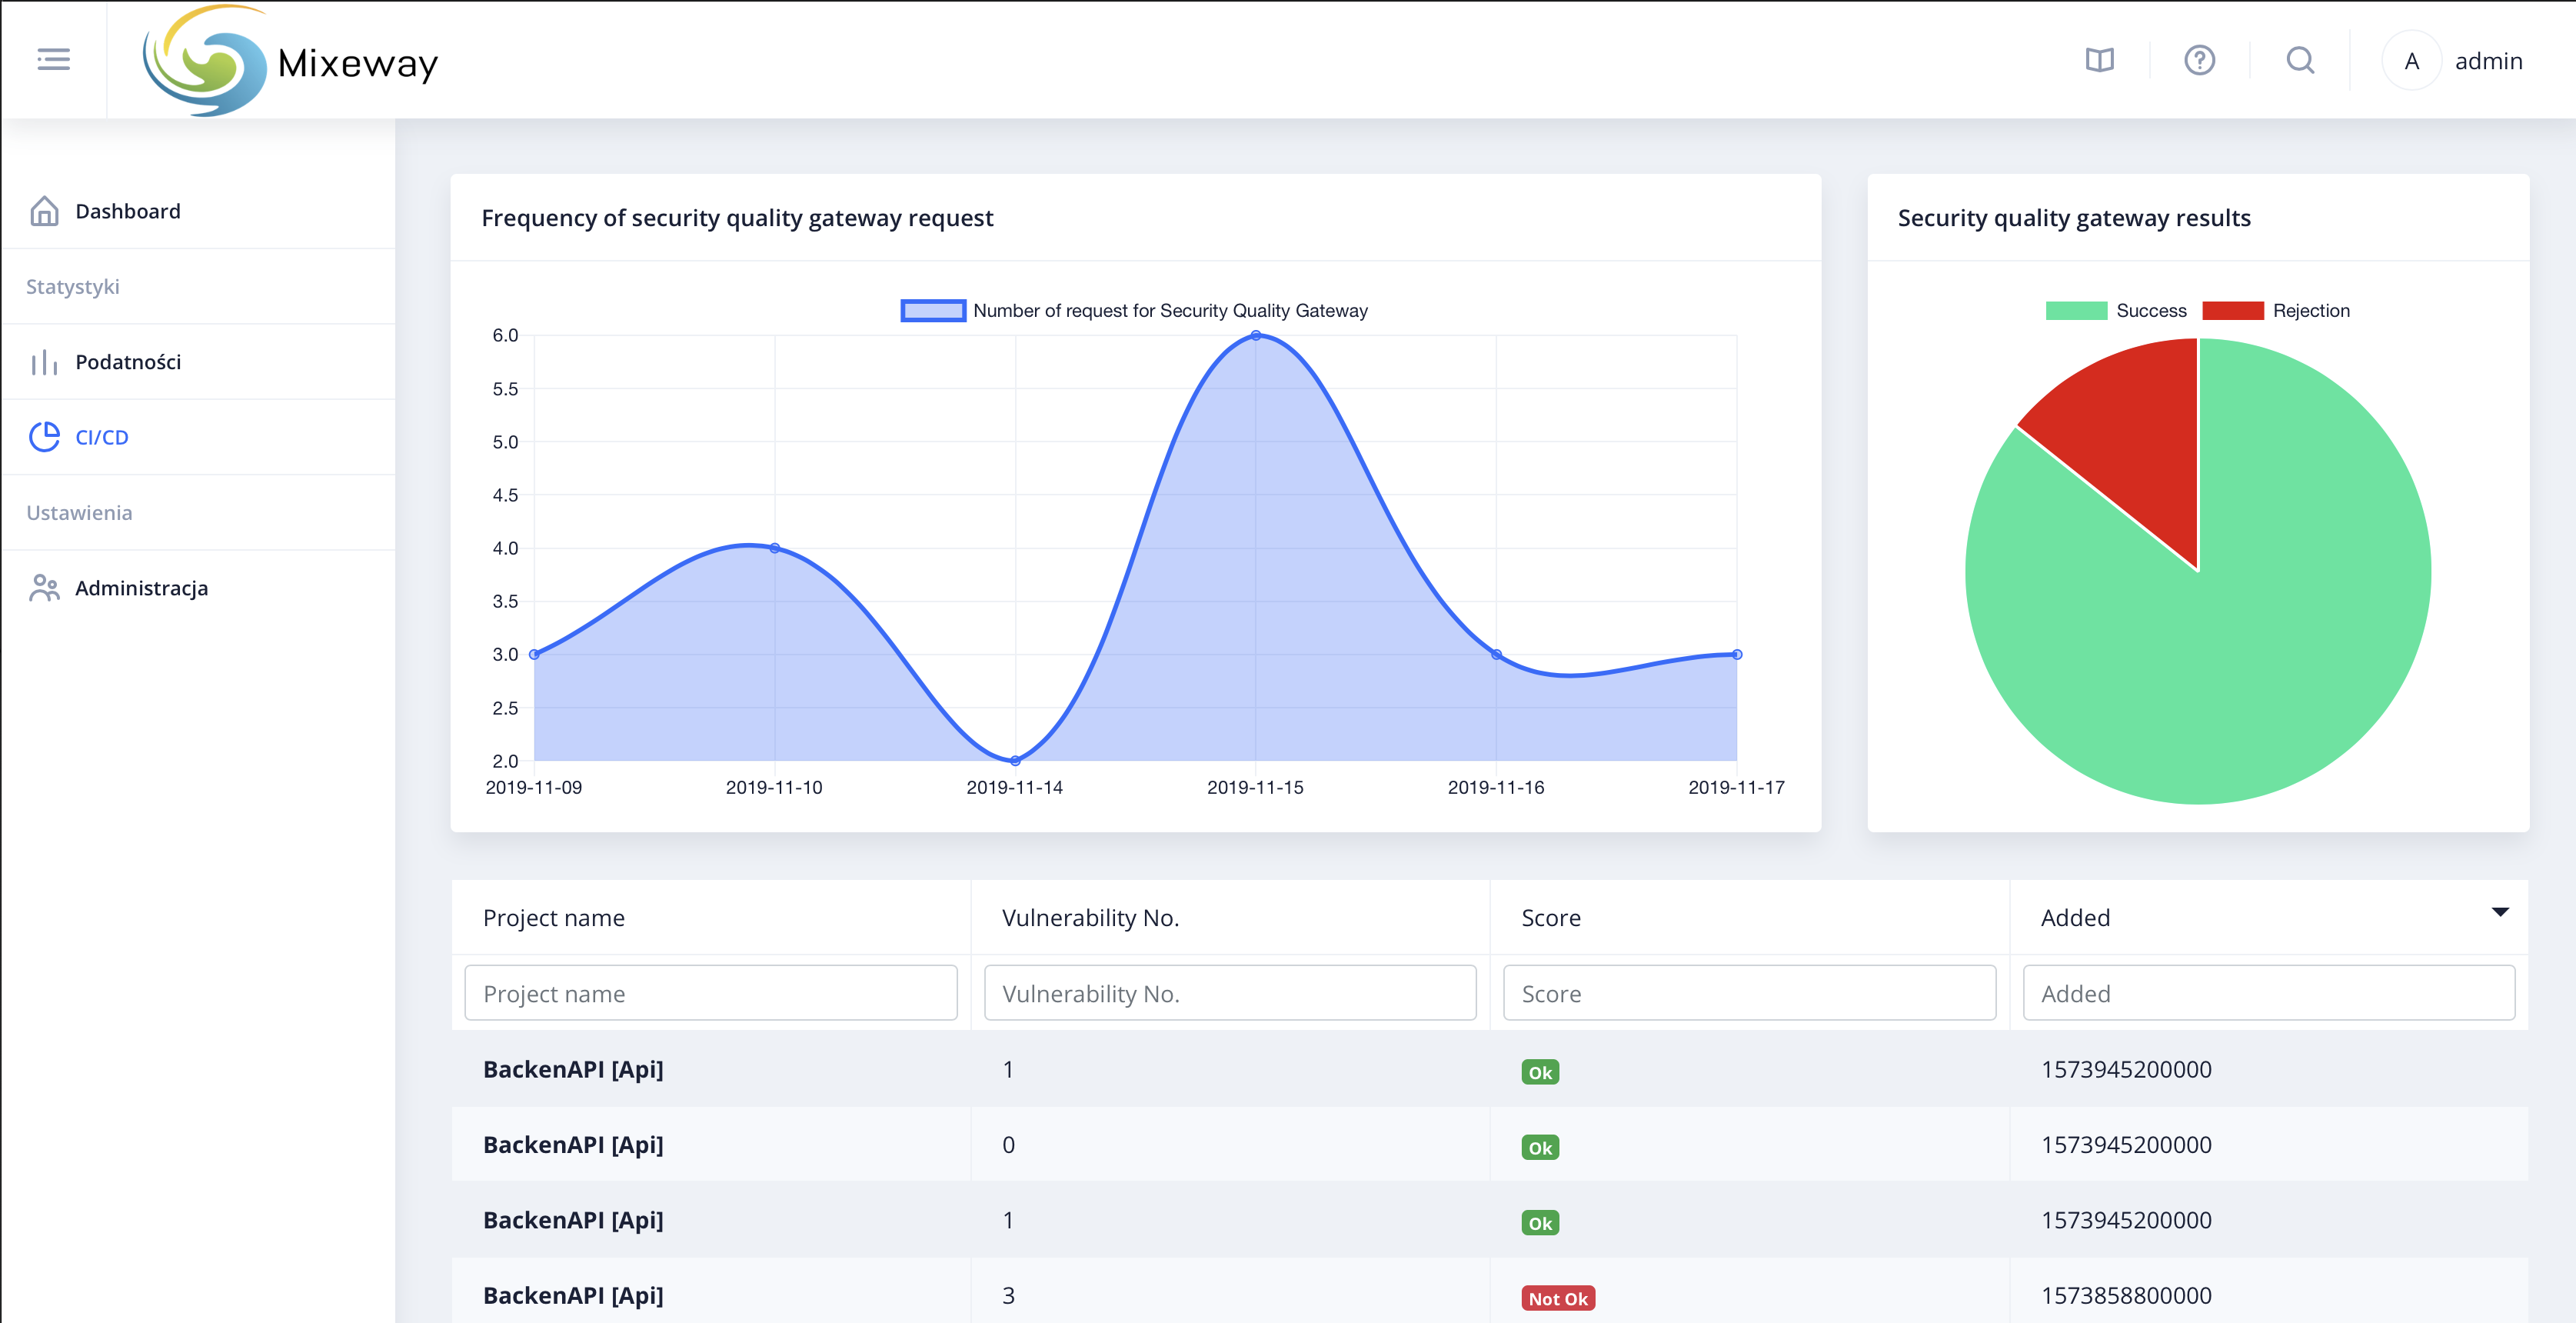 Mixeway
A
admin
Dashboard
Statystyki
Podatności
CI/CD
Ustawienia
Administracja
Frequency of security quality gateway request
Number of request for Security Quality Gateway
6.0
5.5
5.0
4.5
4.0
3.5
3.0
2.5
2.0
2019-11-09 2019-11-10 2019-11-14 2019-11-15 2019-11-16 2019-11-17
Security quality gateway results
Success Rejection
Project name Vulnerability No. Score Added
Project name Vulnerability No. Score Added
BackenAPI [Api] 1 Ok 1573945200000
BackenAPI [Api] 0 Ok 1573945200000
BackenAPI [Api] 1 Ok 1573945200000
BackenAPI [Api] 3 Not Ok 1573858800000